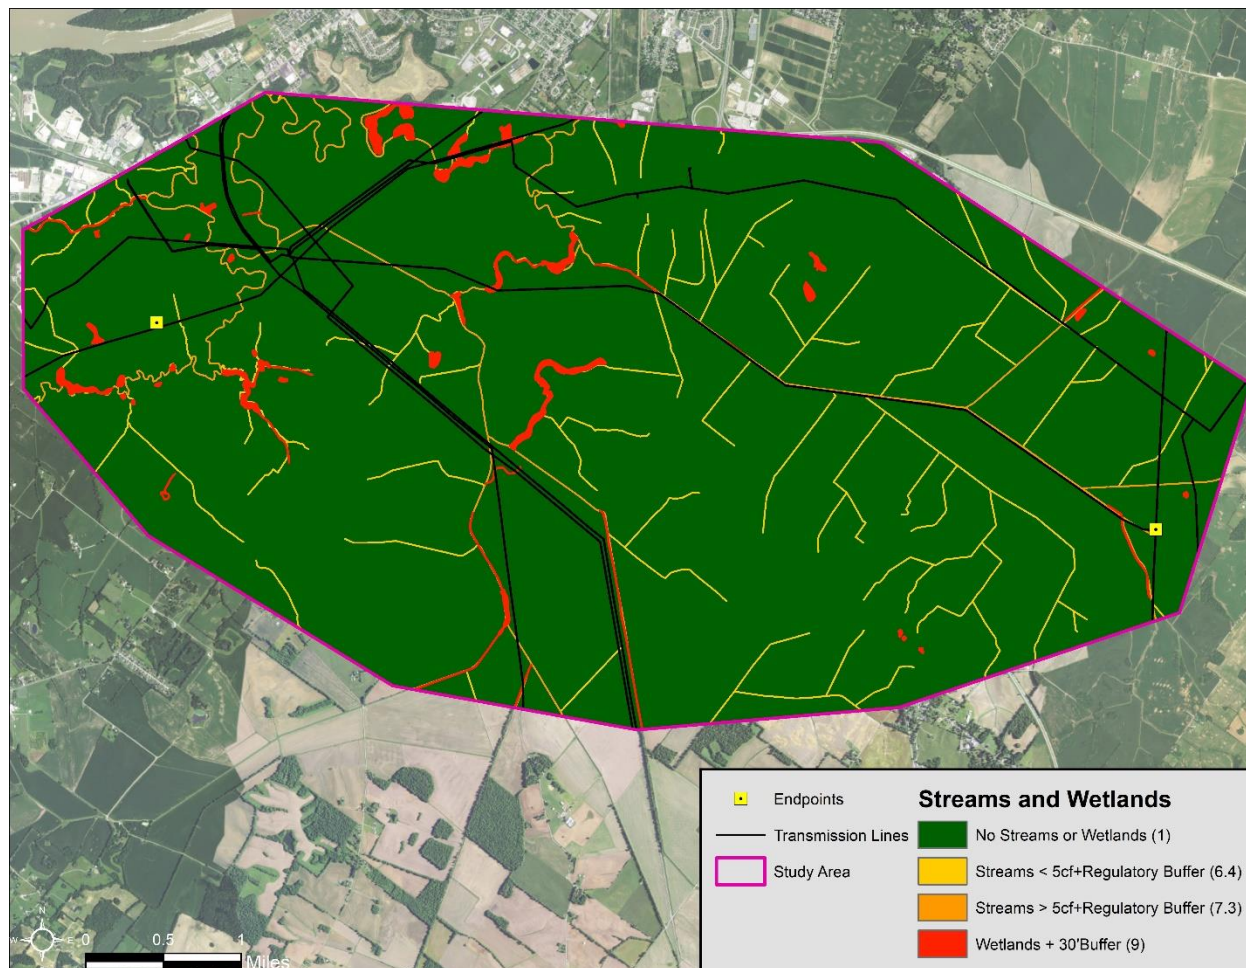 Endpoints
Transmission Lines
Study Area
Streams and Wetlands
No Streams or Wetlands (1)
Streams < 5cf+Regulatory Buffer (6.4)
Streams > 5cf+Regulatory Buffer (7.3)
Wetlands + 30'Buffer (9)
N
W E
S
0 0.5 1
Miles